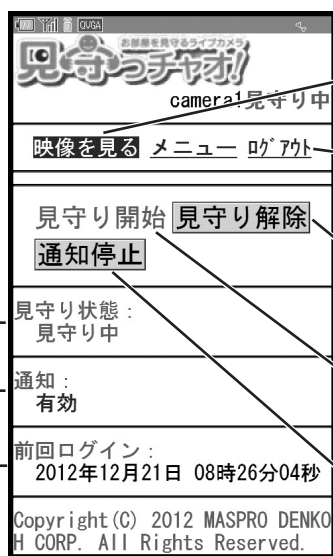 QVGA
お部屋を見守るライブカメラ
見守っチャオ!
camera1見守り中
映像を見る メニュー ﾛｸﾞｱｳﾄ
見守り開始 見守り解除
通知停止
見守り状態:
見守り中
通知:
有効
前回ログイン:
2012年12月21日 08時26分04秒
Copyright(C) 2012 MASPRO DENKO
H CORP. All Rights Reserved.